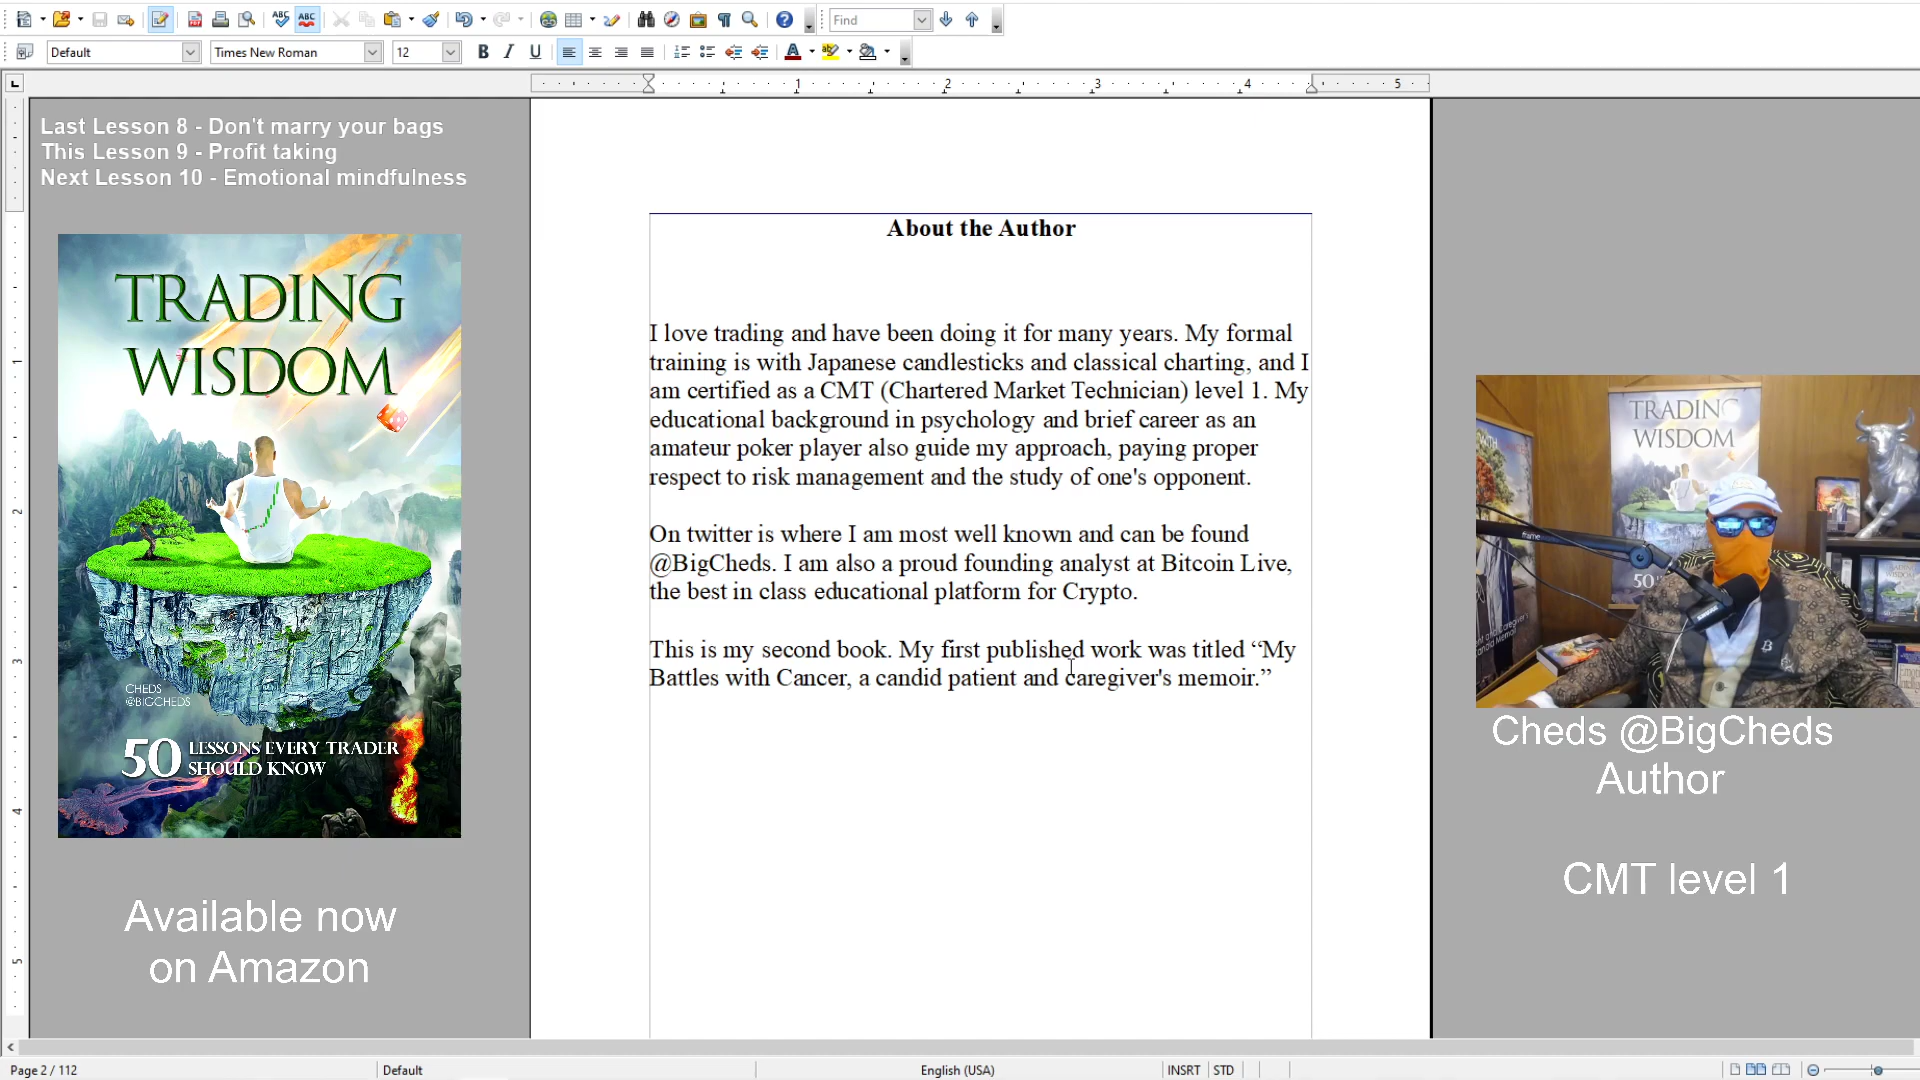 Find
Default
Times New Roman
12
1
2
3
4
5
Last Lesson 8 - Don't marry your bags
This Lesson 9 - Profit taking
Next Lesson 10 - Emotional mindfulness
TRADING
WISDOM
CHEDS
@BIGCHEDS
50 LESSONS EVERY TRADER
SHOULD KNOW
Available now
on Amazon
About the Author
I love trading and have been doing it for many years. My formal
training is with Japanese candlesticks and classical charting, and I
am certified as a CMT (Chartered Market Technician) level 1. My
educational background in psychology and brief career as an
amateur poker player also guide my approach, paying proper
respect to risk management and the study of one's opponent.
On twitter is where I am most well known and can be found
@BigCheds. I am also a proud founding analyst at Bitcoin Live,
the best in class educational platform for Crypto.
This is my second book. My first published work was titled “My
Battles with Cancer, a candid patient and caregiver's memoir.”
TRADING
WISDOM
50
Cheds @BigCheds
Author
CMT level 1
Page 2 / 112
Default
English (USA)
INSRT
STD